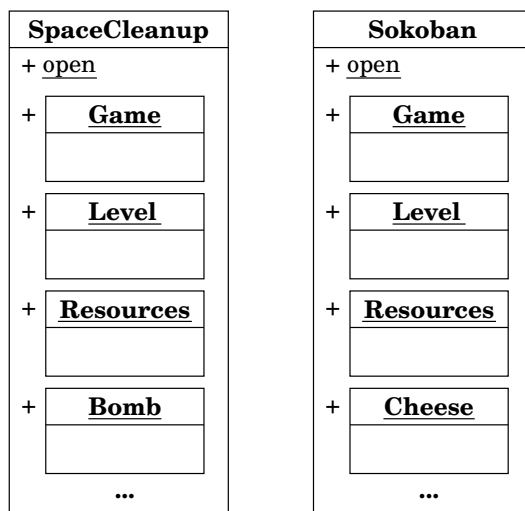 SpaceCleanup
+ open
+ Game
+ Level
+ Resources
+ Bomb
...
Sokoban
+ open
+ Game
+ Level
+ Resources
+ Cheese
...